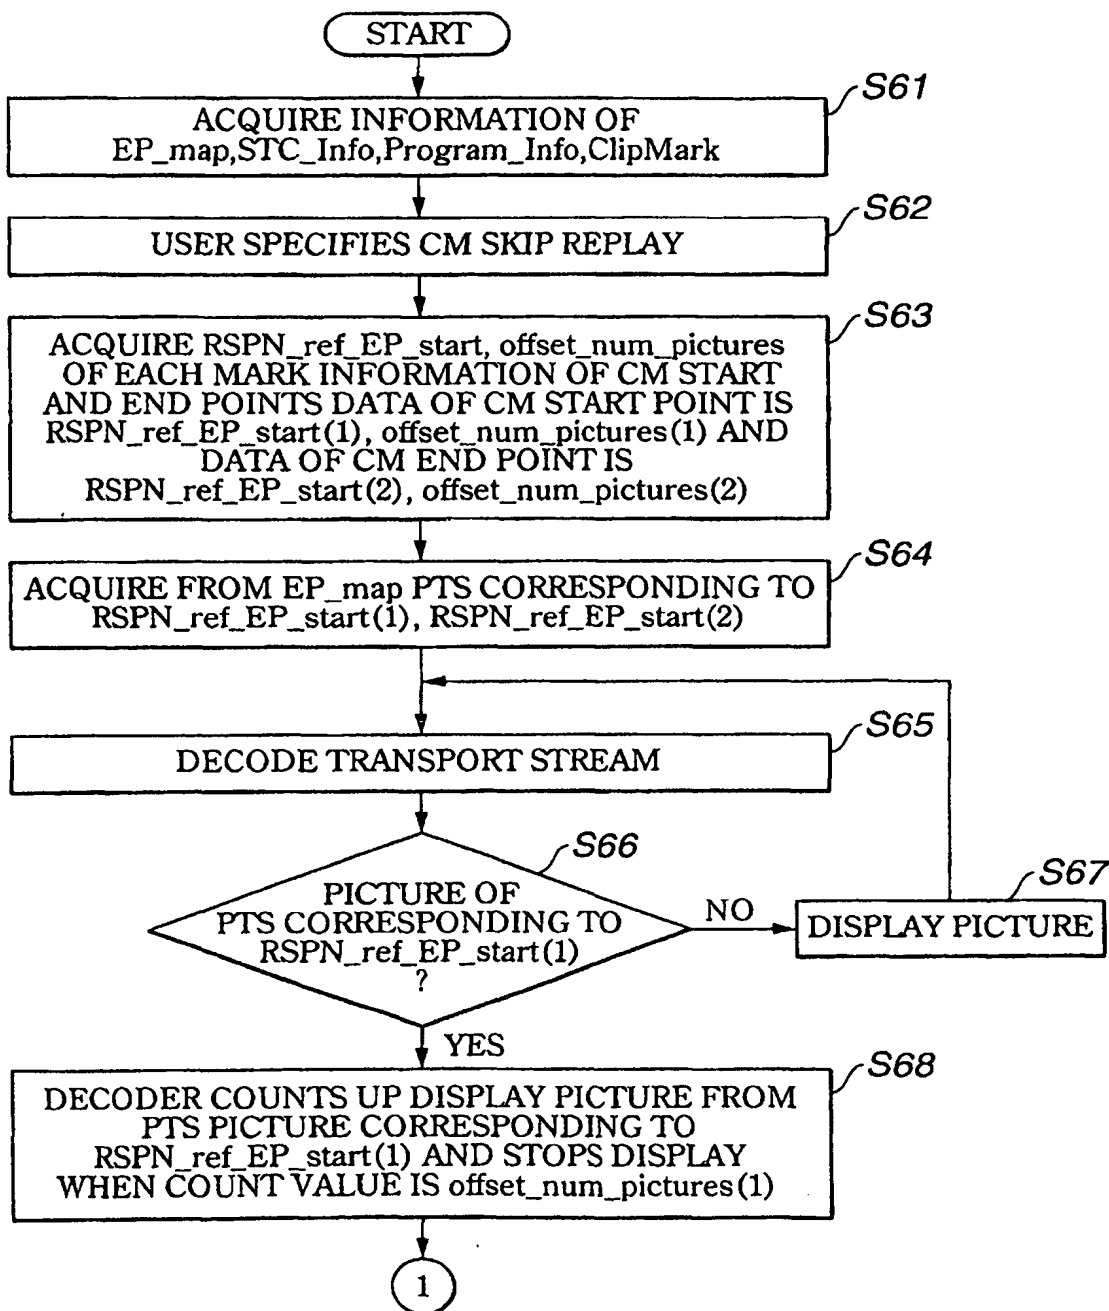 START
S61
ACQUIRE INFORMATION OF
EP_map,STC_Info,Program_Info,ClipMark
S62
USER SPECIFIES CM SKIP REPLAY
S63
ACQUIRE RSPN_ref_EP_start, offset_num_pictures
OF EACH MARK INFORMATION OF CM START
AND END POINTS DATA OF CM START POINT IS
RSPN_ref_EP_start(1), offset_num_pictures(1) AND
DATA OF CM END POINT IS
RSPN_ref_EP_start(2), offset_num_pictures(2)
S64
ACQUIRE FROM EP_map PTS CORRESPONDING TO
RSPN_ref_EP_start(1), RSPN_ref_EP_start(2)
S65
DECODE TRANSPORT STREAM
S66
PICTURE OF
PTS CORRESPONDING TO
RSPN_ref_EP_start(1)
?
NO
S67
DISPLAY PICTURE
YES
S68
DECODER COUNTS UP DISPLAY PICTURE FROM
PTS PICTURE CORRESPONDING TO
RSPN_ref_EP_start(1) AND STOPS DISPLAY
WHEN COUNT VALUE IS offset_num_pictures(1)
1